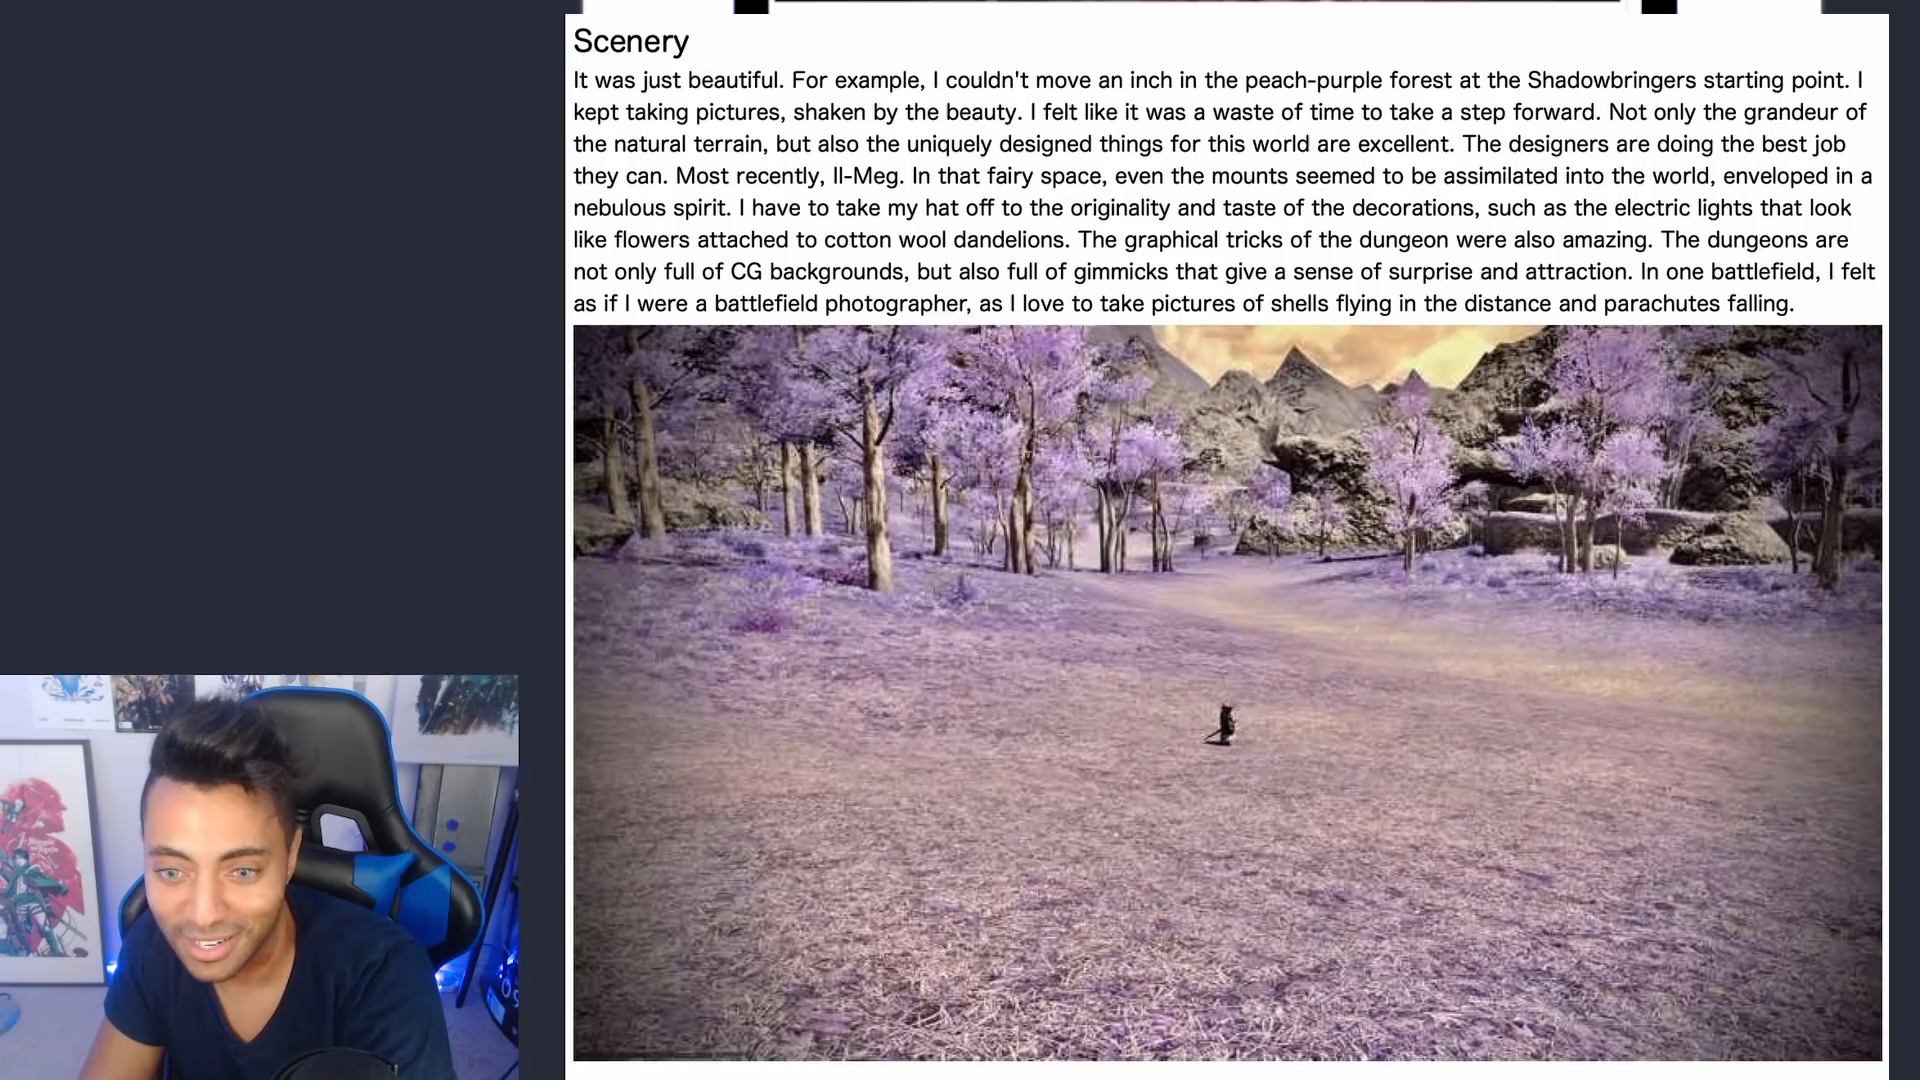 Scenery
It was just beautiful. For example, I couldn't move an inch in the peach-purple forest at the Shadowbringers starting point. I
kept taking pictures, shaken by the beauty. I felt like it was a waste of time to take a step forward. Not only the grandeur of
the natural terrain, but also the uniquely designed things for this world are excellent. The designers are doing the best job
they can. Most recently, Il-Meg. In that fairy space, even the mounts seemed to be assimilated into the world, enveloped in a
nebulous spirit. I have to take my hat off to the originality and taste of the decorations, such as the electric lights that look
like flowers attached to cotton wool dandelions. The graphical tricks of the dungeon were also amazing. The dungeons are
not only full of CG backgrounds, but also full of gimmicks that give a sense of surprise and attraction. In one battlefield, I felt
as if I were a battlefield photographer, as I love to take pictures of shells flying in the distance and parachutes falling.